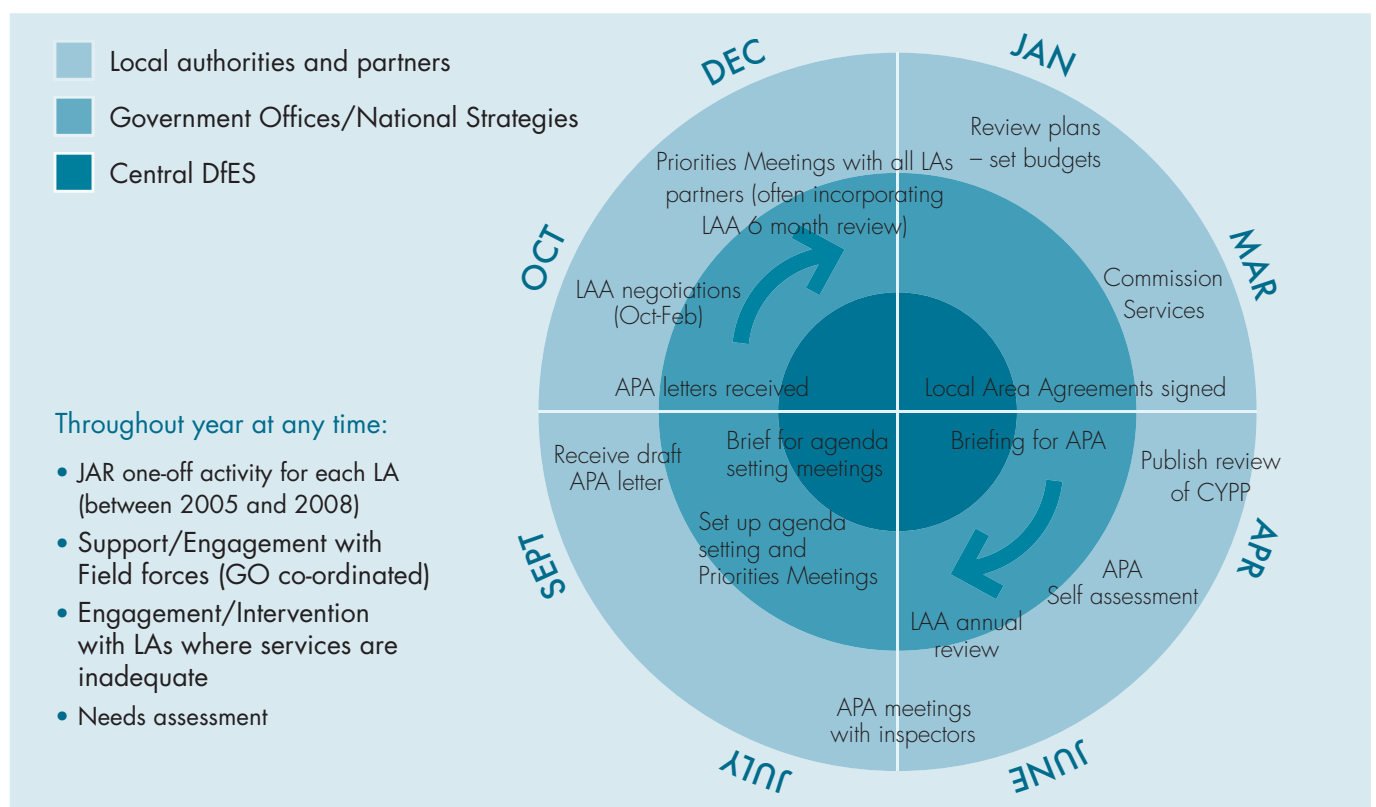 Local authorities and partners
Government Offices/National Strategies
Central DfES
Throughout year at any time:
• JAR one-off activity for each LA
(between 2005 and 2008)
• Support/Engagement with
Field forces (GO co-ordinated)
• Engagement/Intervention
with LAs where services are
inadequate
• Needs assessment
JAN
MAR
APR
JUNE
JULY
SEPT
OCT
DEC
Review plans
– set budgets
Commission
Services
Local Area Agreements signed
Briefing for APA
Publish review
of CYPP
APA
Self assessment
LAA annual
review
APA meetings
with inspectors
Set up agenda
setting and
Priorities Meetings
Brief for agenda
setting meetings
Receive draft
APA letter
APA letters received
LAA negotiations
(Oct-Feb)
Priorities Meetings with all LAs
partners (often incorporating
LAA 6 month review)